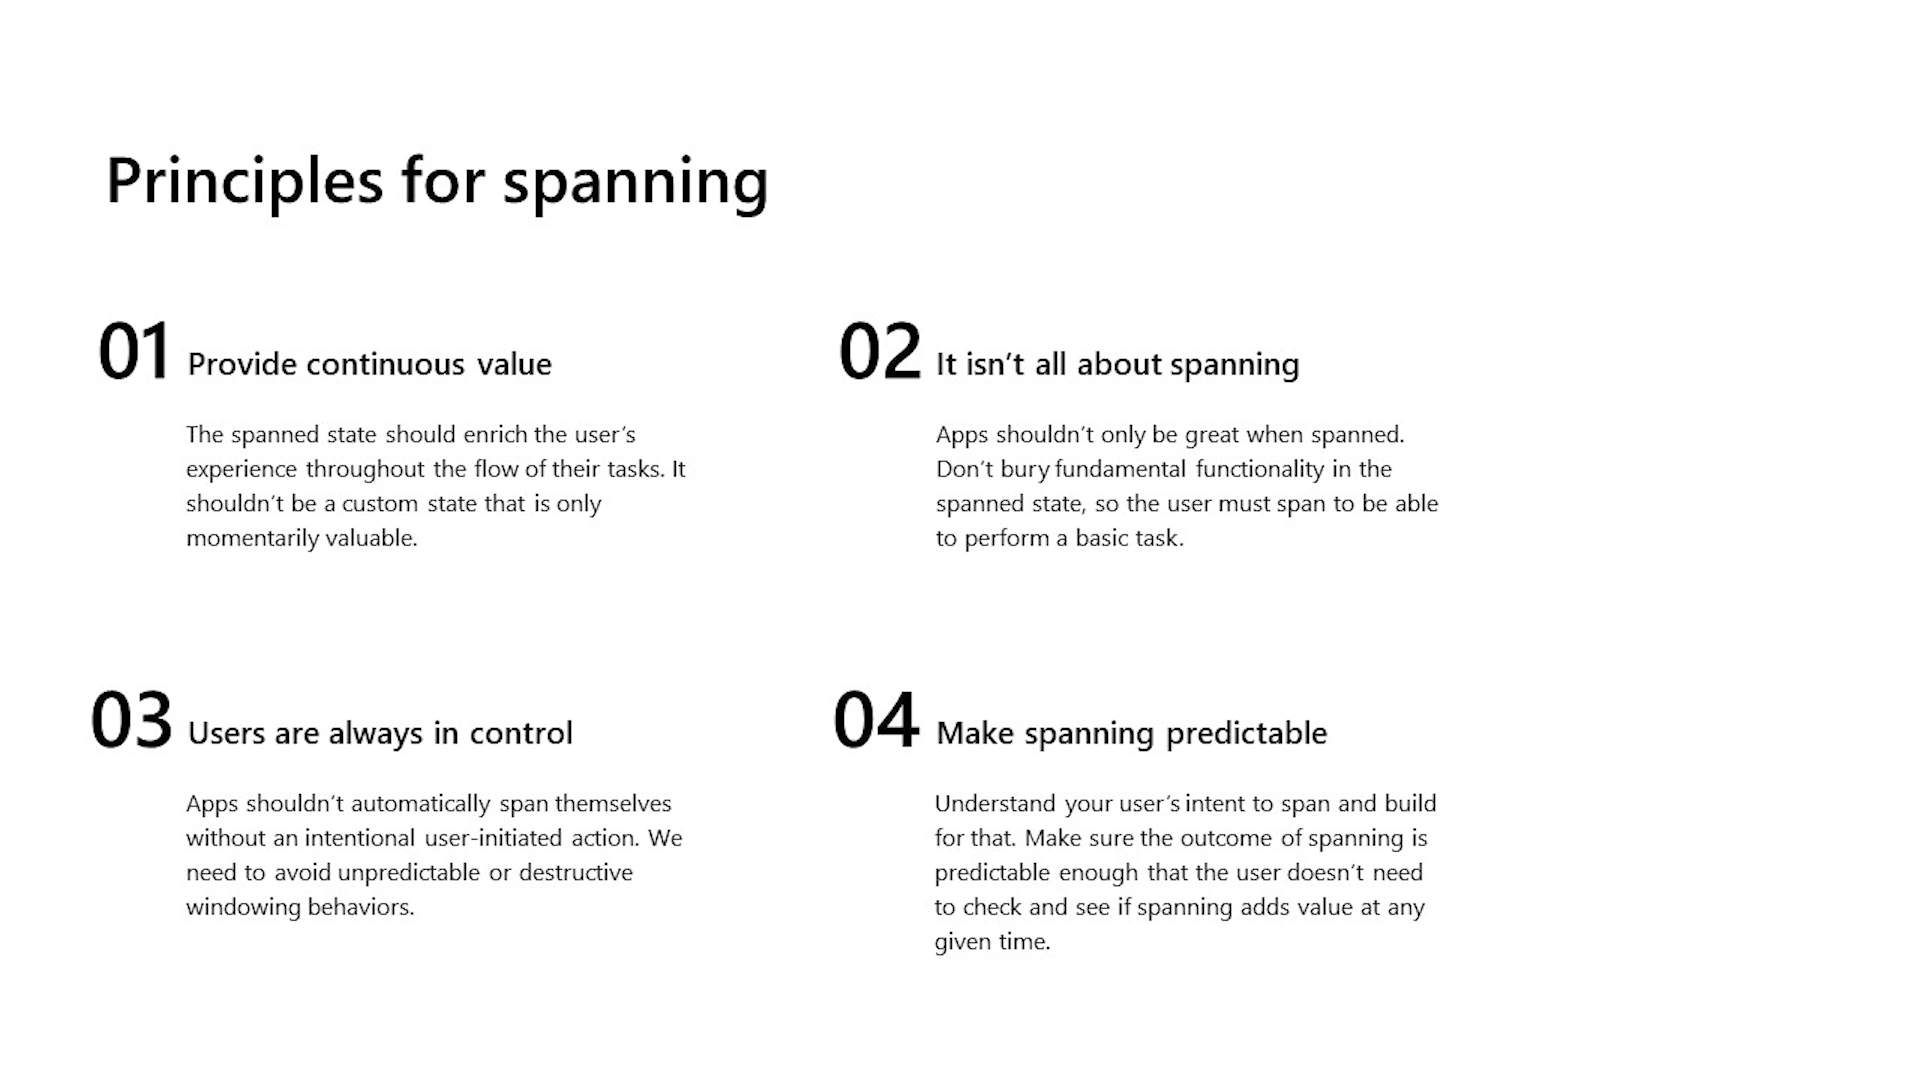 Principles for spanning
01 Provide continuous value
The spanned state should enrich the user's
experience throughout the flow of their tasks. It
shouldn't be a custom state that is only
momentarily valuable.
02 It isn't all about spanning
Apps shouldn't only be great when spanned.
Don't bury fundamental functionality in the
spanned state, so the user must span to be able
to perform a basic task.
03 Users are always in control
Apps shouldn't automatically span themselves
without an intentional user-initiated action. We
need to avoid unpredictable or destructive
windowing behaviors.
04 Make spanning predictable
Understand your user's intent to span and build
for that. Make sure the outcome of spanning is
predictable enough that the user doesn't need
to check and see if spanning adds value at any
given time.